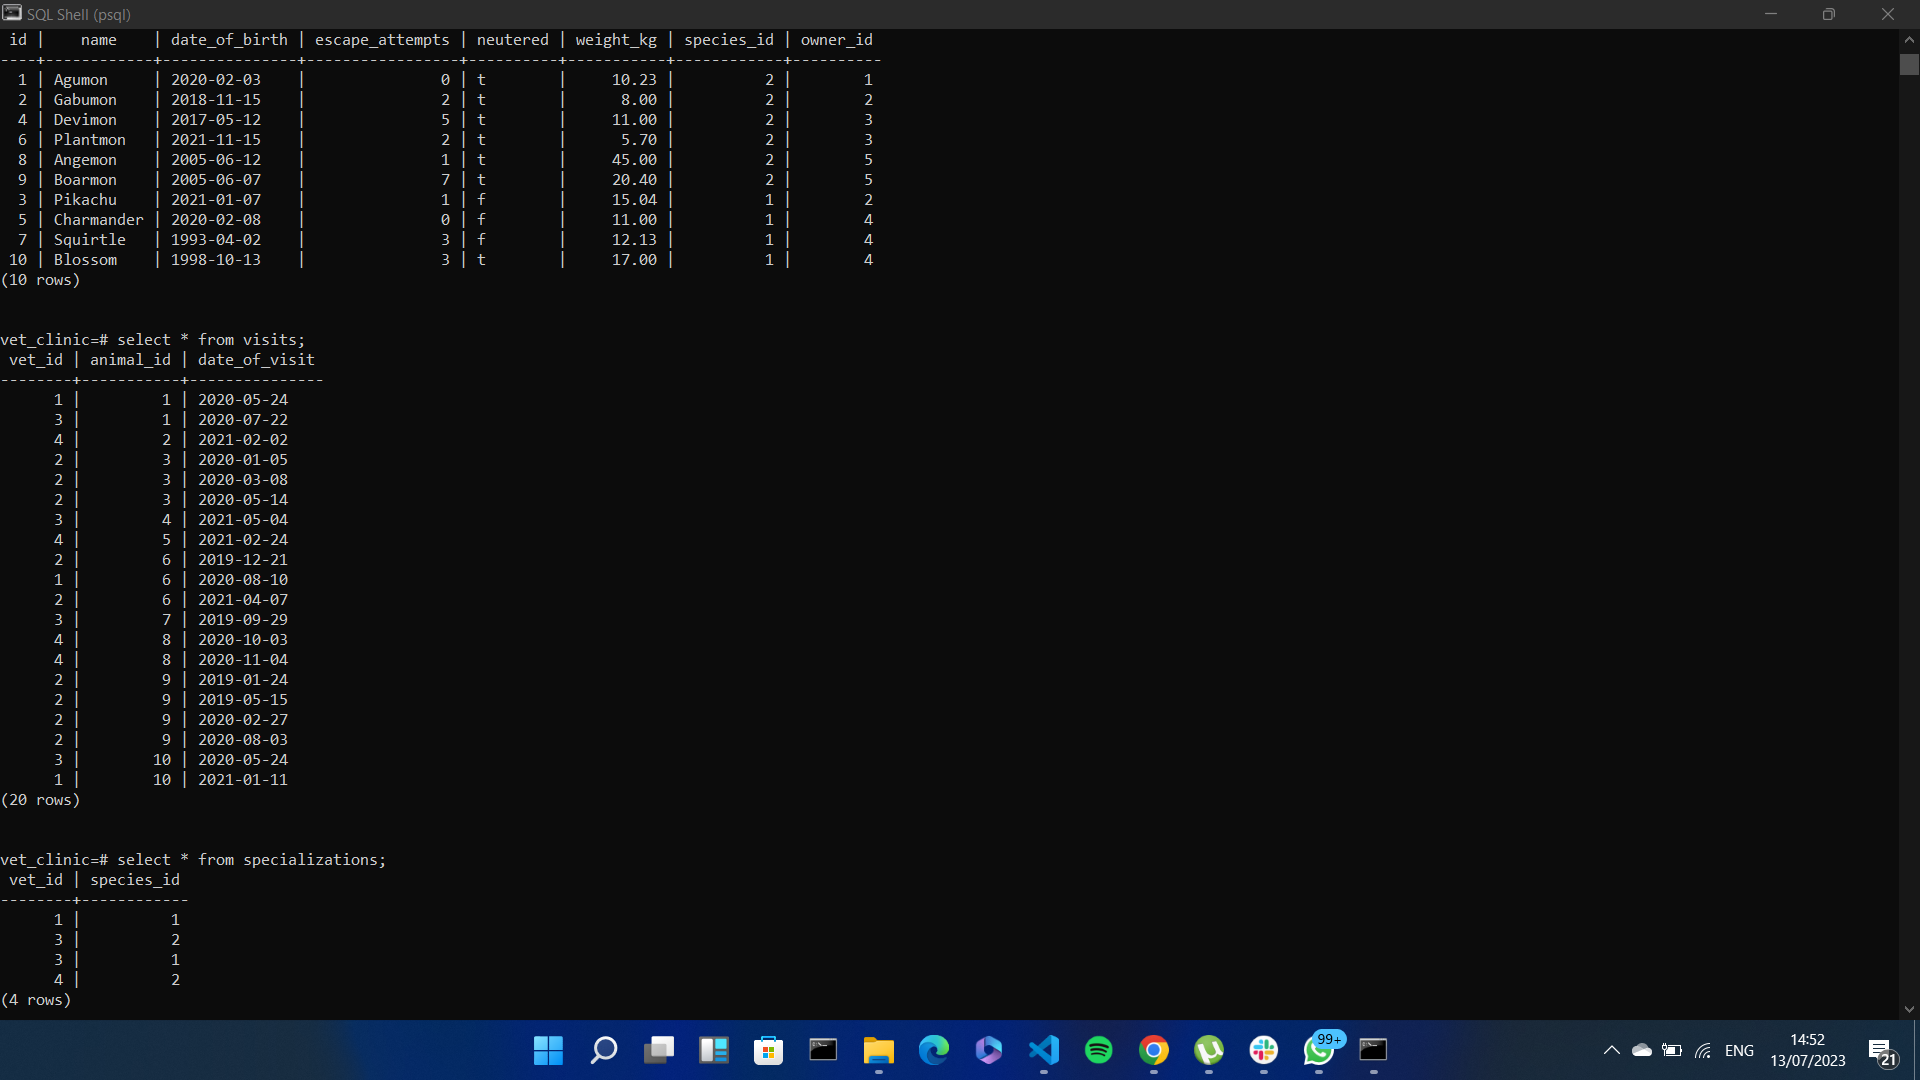 SQL Shell (psql)
 id |    name    | date_of_birth | escape_attempts | neutered | weight_kg | species_id | owner_id
----+------------+---------------+-----------------+----------+-----------+------------+----------
  1 | Agumon     | 2020-02-03    |               0 | t        |     10.23 |          2 |        1
  2 | Gabumon    | 2018-11-15    |               2 | t        |      8.00 |          2 |        2
  4 | Devimon    | 2017-05-12    |               5 | t        |     11.00 |          2 |        3
  6 | Plantmon   | 2021-11-15    |               2 | t        |      5.70 |          2 |        3
  8 | Angemon    | 2005-06-12    |               1 | t        |     45.00 |          2 |        5
  9 | Boarmon    | 2005-06-07    |               7 | t        |     20.40 |          2 |        5
  3 | Pikachu    | 2021-01-07    |               1 | f        |     15.04 |          1 |        2
  5 | Charmander | 2020-02-08    |               0 | f        |     11.00 |          1 |        4
  7 | Squirtle   | 1993-04-02    |               3 | f        |     12.13 |          1 |        4
 10 | Blossom    | 1998-10-13    |               3 | t        |     17.00 |          1 |        4
(10 rows)
vet_clinic=# select * from visits;
 vet_id | animal_id | date_of_visit
--------+-----------+---------------
      1 |         1 | 2020-05-24
      3 |         1 | 2020-07-22
      4 |         2 | 2021-02-02
      2 |         3 | 2020-01-05
      2 |         3 | 2020-03-08
      2 |         3 | 2020-05-14
      3 |         4 | 2021-05-04
      4 |         5 | 2021-02-24
      2 |         6 | 2019-12-21
      1 |         6 | 2020-08-10
      2 |         6 | 2021-04-07
      3 |         7 | 2019-09-29
      4 |         8 | 2020-10-03
      4 |         8 | 2020-11-04
      2 |         9 | 2019-01-24
      2 |         9 | 2019-05-15
      2 |         9 | 2020-02-27
      2 |         9 | 2020-08-03
      3 |        10 | 2020-05-24
      1 |        10 | 2021-01-11
(20 rows)
vet_clinic=# select * from specializations;
 vet_id | species_id
--------+------------
      1 |          1
      3 |          2
      3 |          1
      4 |          2
(4 rows)
99+
ENG
14:52
13/07/2023
21